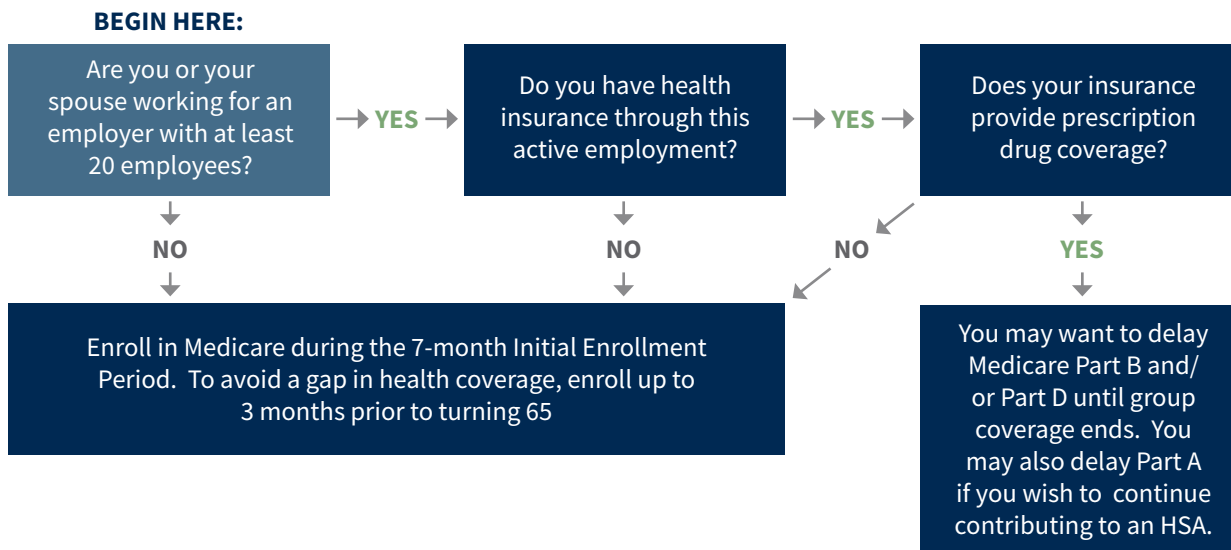 BEGIN HERE:
Are you or your
spouse working for an
employer with at least
20 employees?
YES
Do you have health
insurance through this
active employment?
YES
Does your insurance
provide prescription
drug coverage?
NO
NO
NO
YES
Enroll in Medicare during the 7-month Initial Enrollment
Period.  To avoid a gap in health coverage, enroll up to
3 months prior to turning 65
You may want to delay
Medicare Part B and/
or Part D until group
coverage ends.  You
may also delay Part A
if you wish to  continue
contributing to an HSA.